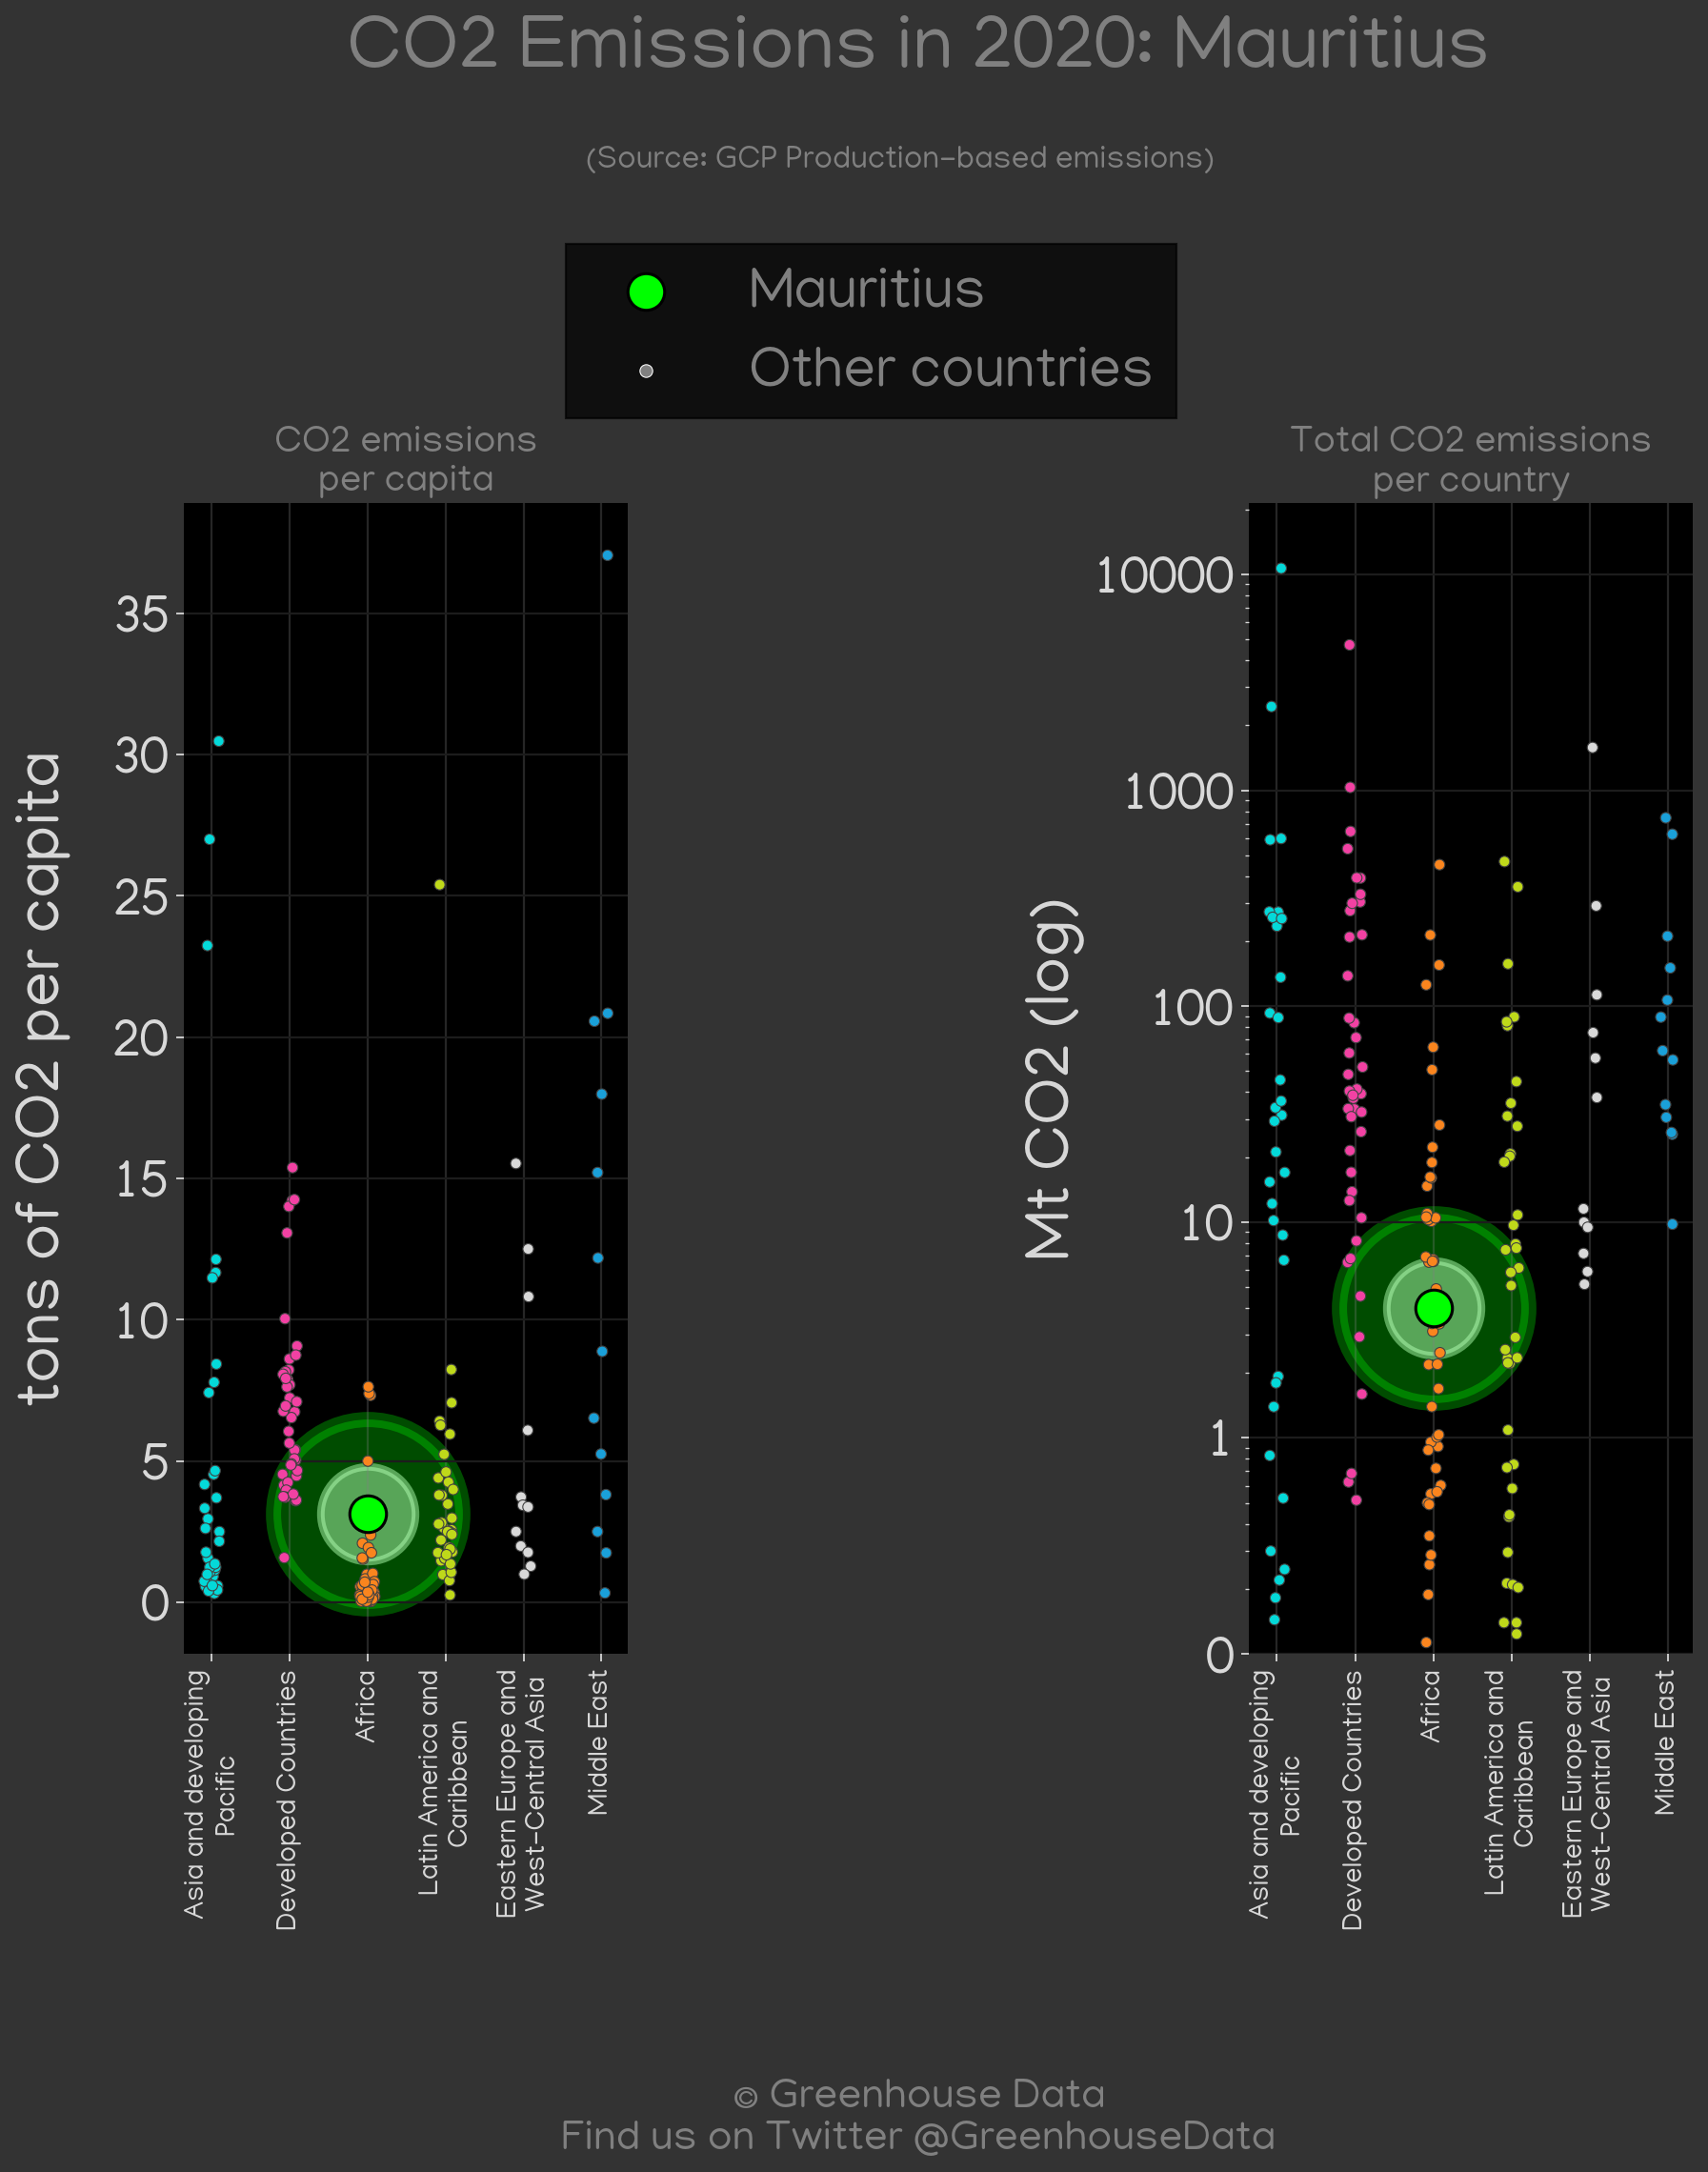 CO2 Emissions in 2020: Mauritius
(Source: GCP Production-based emissions)
Mauritius
Other countries
CO2 emissions
per capita
tons of CO2 per capita
35
30
25
20
15
10
5
0
Asia and developing
Pacific
Developed Countries
Africa
Latin America and
Caribbean
Eastern Europe and
West-Central Asia
Middle East
Total CO2 emissions
per country
Mt CO2 (log)
10000
1000
100
10
1
0
Asia and developing
Pacific
Developed Countries
Africa
Latin America and
Caribbean
Eastern Europe and
West-Central Asia
Middle East
© Greenhouse Data
Find us on Twitter @GreenhouseData